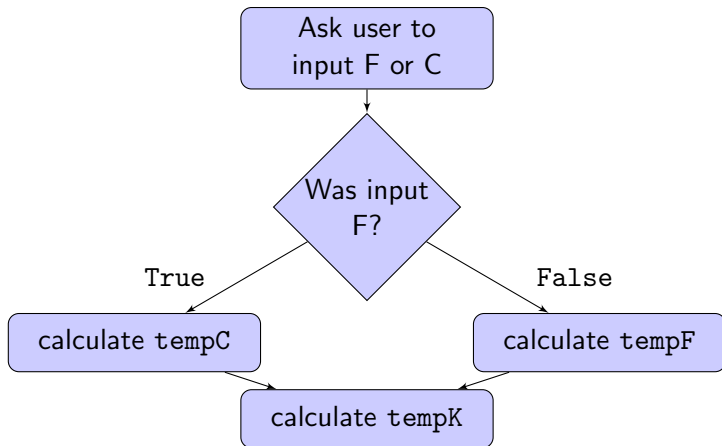 Ask user to
input F or C
Was input
F?
True
False
calculate tempC
calculate tempF
calculate tempK